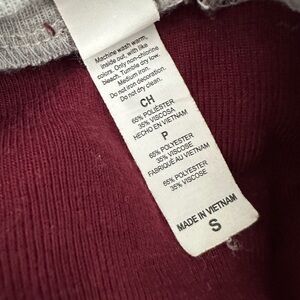 Machine wash warm,
inside out, with like
colors. Only non-chlorine
bleach. Tumble dry low.
Medium iron.
Do not iron decoration.
Do not dry clean.
CH
65% POLIÉSTER
35% VISCOSA
HECHO EN VIETNAM
P
65% POLYESTER
35% VISCOSE
FABRIQUÉ AU VIETNAM
65% POLYESTER
35% VISCOSE
MADE IN VIETNAM
S